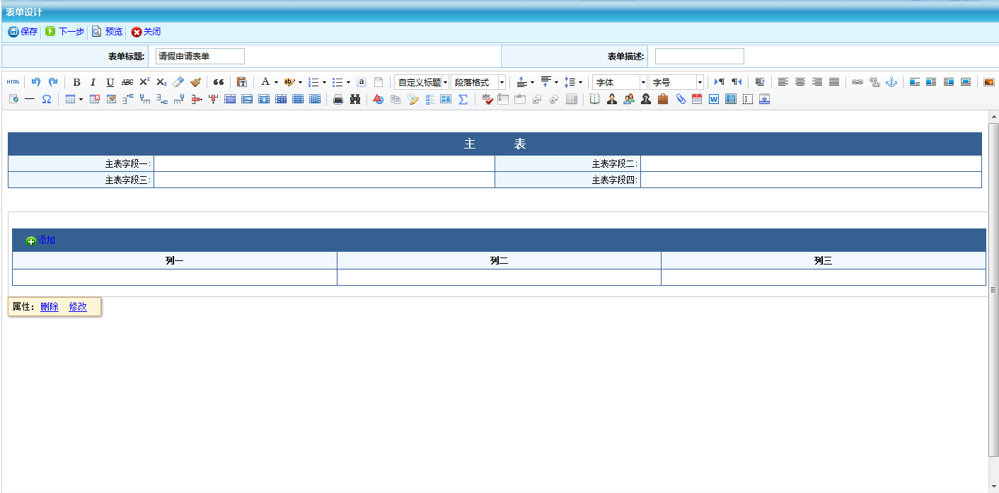 表单设计
保存 下一步 预览 关闭
表单标题: 请假申请表单 表单描述:
HTML B I U ABC X² X₂ A ab a 自定义标题 段落格式 字体 字号
Ω Σ abc ab W
主 表
主表字段一: 主表字段二:
主表字段三: 主表字段四:
添加
列一 列二 列三
属性: 删除 修改